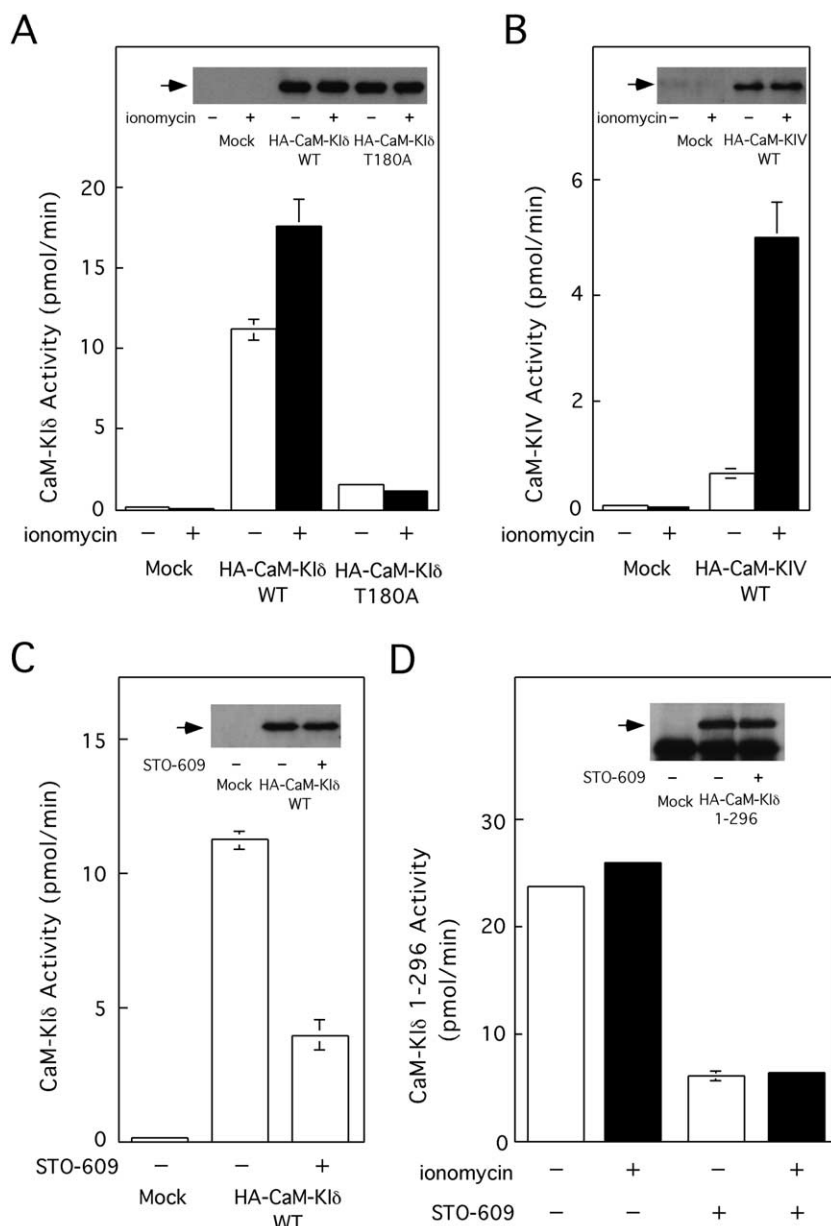 A
ionomycin − + − + − +
Mock HA-CaM-KIδ HA-CaM-KIδ
WT T180A
20
15
10
5
0
CaM-KIδ Activity (pmol/min)
ionomycin − + − + − +
Mock HA-CaM-KIδ HA-CaM-KIδ
WT T180A
B
ionomycin − + − +
Mock HA-CaM-KIV
WT
6
4
2
0
CaM-KIV Activity (pmol/min)
− + − +
Mock HA-CaM-KIV
WT
C
STO-609 − − +
Mock HA-CaM-KIδ
WT
15
10
5
0
CaM-KIδ Activity (pmol/min)
STO-609 − − +
Mock HA-CaM-KIδ
WT
D
STO-609 − − +
Mock HA-CaM-KIδ
1-296
30
20
10
0
CaM-KIδ 1-296 Activity
(pmol/min)
ionomycin − + − +
STO-609 − − + +